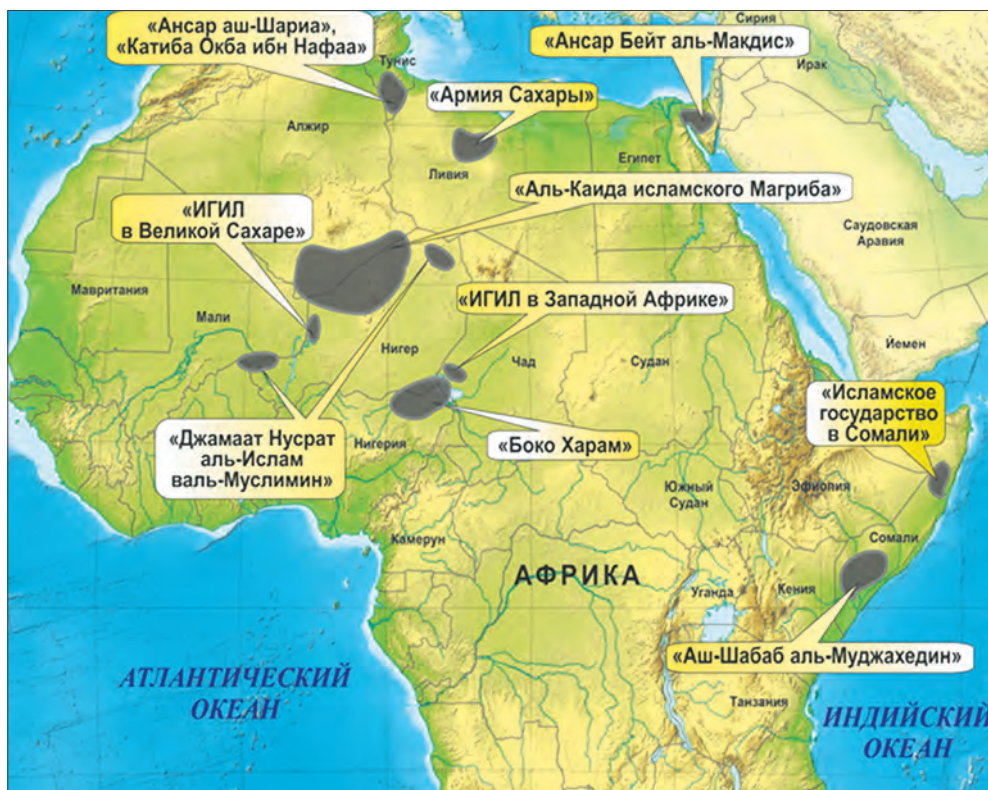 «Ансар аш-Шариа»,
«Катиба Окба ибн Нафаа»
Сирия
«Ансар Бейт аль-Макдис»
Ирак
Тунис
«Армия Сахары»
Алжир
Ливия
Египет
«Аль-Каида исламского Магриба»
«ИГИЛ
в Великой Сахаре»
Саудовская
Аравия
Мавритания
«ИГИЛ в Западной Африке»
Мали
Нигер
Чад
Судан
Йемен
«Исламское
государство
в Сомали»
«Джамаат Нусрат
аль-Ислам
валь-Муслимин»
Нигерия
«Боко Харам»
Южный
Судан
Эфиопия
Камерун
Сомали
АФРИКА
Уганда
Кения
«Аш-Шабаб аль-Муджахедин»
АТЛАНТИЧЕСКИЙ
ОКЕАН
Танзания
ИНДИЙСКИЙ
ОКЕАН